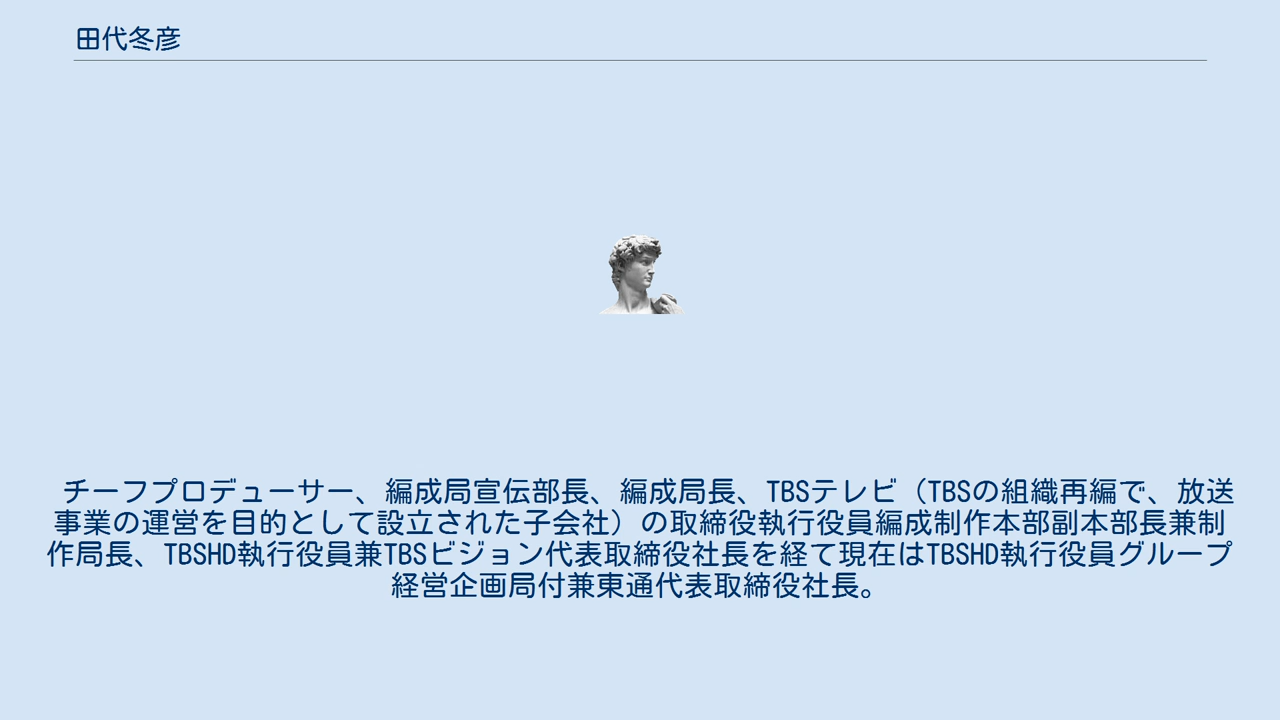 田代冬彦
チーフプロデューサー、編成局宣伝部長、編成局長、TBSテレビ（TBSの組織再編で、放送
事業の運営を目的として設立された子会社）の取締役執行役員編成制作本部副本部長兼制
作局長、TBSHD執行役員兼TBSビジョン代表取締役社長を経て現在はTBSHD執行役員グループ
経営企画局付兼東通代表取締役社長。